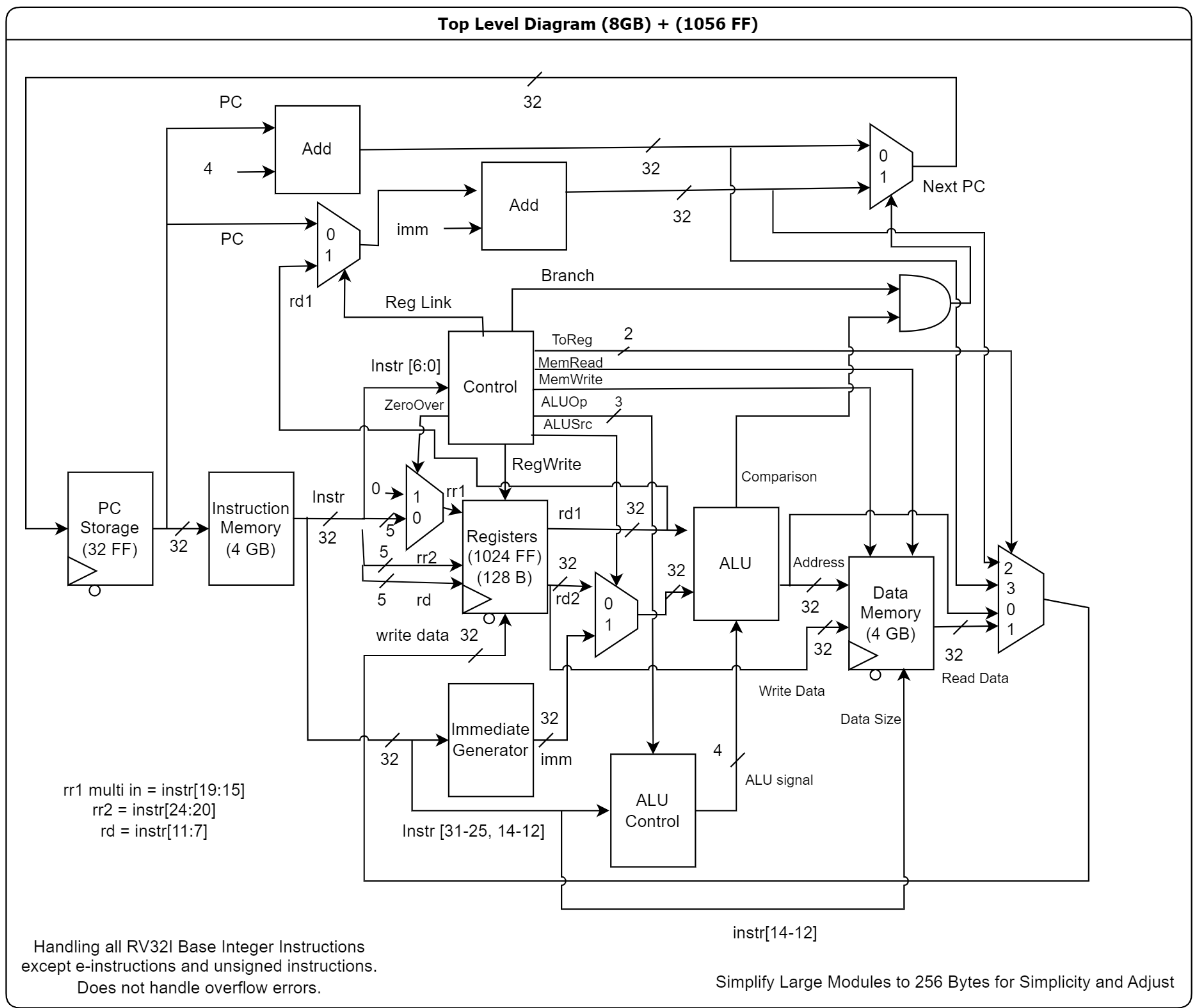 Top Level Diagram (8GB) + (1056 FF)
32
PC
Add
4
32
0
1
Next PC
Add
imm
32
PC
0
1
rd1
Reg Link
Branch
ToReg
2
MemRead
MemWrite
ALUOp
3
ALUSrc
Control
Instr [6:0]
ZeroOver
RegWrite
PC
Storage
(32 FF)
32
Instruction
Memory
(4 GB)
Instr
32
0
1
0
5
rr1
5
rr2
5
rd
Registers
(1024 FF)
(128 B)
rd1
32
32
rd2
0
1
32
ALU
Comparison
Address
32
32
Data
Memory
(4 GB)
32
Read Data
2
3
0
1
write data
32
Write Data
Data Size
Immediate
Generator
32
imm
32
4
ALU signal
ALU
Control
Instr [31-25, 14-12]
rr1 multi in = instr[19:15]
rr2 = instr[24:20]
rd = instr[11:7]
instr[14-12]
Handling all RV32I Base Integer Instructions
except e-instructions and unsigned instructions.
Does not handle overflow errors.
Simplify Large Modules to 256 Bytes for Simplicity and Adjust